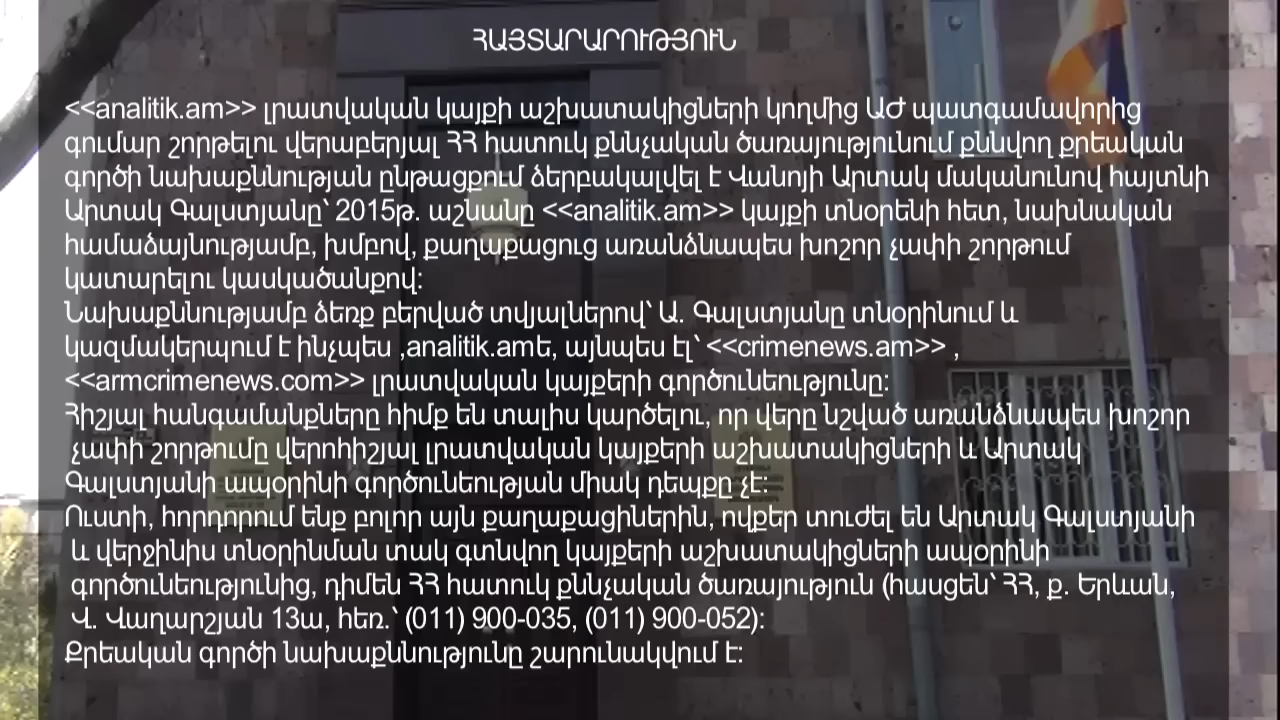 ՀԱՅՏԱՐԱՐՈՒԹՅՈՒՆ
<<analitik.am>> լրատվական կայքի աշխատակիցների կողմից ԱԺ պատգամավորից
գումար շորթելու վերաբերյալ ՀՀ հատուկ քննչական ծառայությունում քննվող քրեական
գործի նախաքննության ընթացքում ձերբակալվել է Վանոյի Արտակ մականունով հայտնի
Արտակ Գալստյանը՝ 2015թ. աշնանը <<analitik.am>> կայքի տնօրենի հետ, նախնական
համաձայնությամբ, խմբով, քաղաքացուց առանձնապես խոշոր չափի շորթում
կատարելու կասկածանքով:
Նախաքննությամբ ձեռք բերված տվյալներով՝ Ա. Գալստյանը տնօրինում և
կազմակերպում է ինչպես ,analitik.amե, այնպես էլ՝ <<crimenews.am>> ,
<<armcrimenews.com>> լրատվական կայքերի գործունեությունը:
Հիշյալ հանգամանքները հիմք են տալիս կարծելու, որ վերը նշված առանձնապես խոշոր
չափի շորթումը վերոհիշյալ լրատվական կայքերի աշխատակիցների և Արտակ
Գալստյանի ապօրինի գործունեության միակ դեպքը չէ:
Ուստի, հորդորում ենք բոլոր այն քաղաքացիներին, ովքեր տուժել են Արտակ Գալստյանի
և վերջինիս տնօրինման տակ գտնվող կայքերի աշխատակիցների ապօրինի
գործունեությունից, դիմեն ՀՀ հատուկ քննչական ծառայություն (հասցեն՝ ՀՀ, ք. Երևան,
Վ. Վաղարշյան 13ա, հեռ.՝ (011) 900-035, (011) 900-052):
Քրեական գործի նախաքննությունը շարունակվում է: